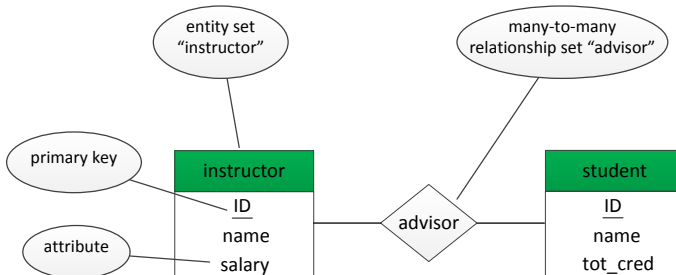 entity set
“instructor”
many-to-many
relationship set “advisor”
primary key
instructor
student
ID
ID
advisor
name
name
attribute
salary
tot_cred